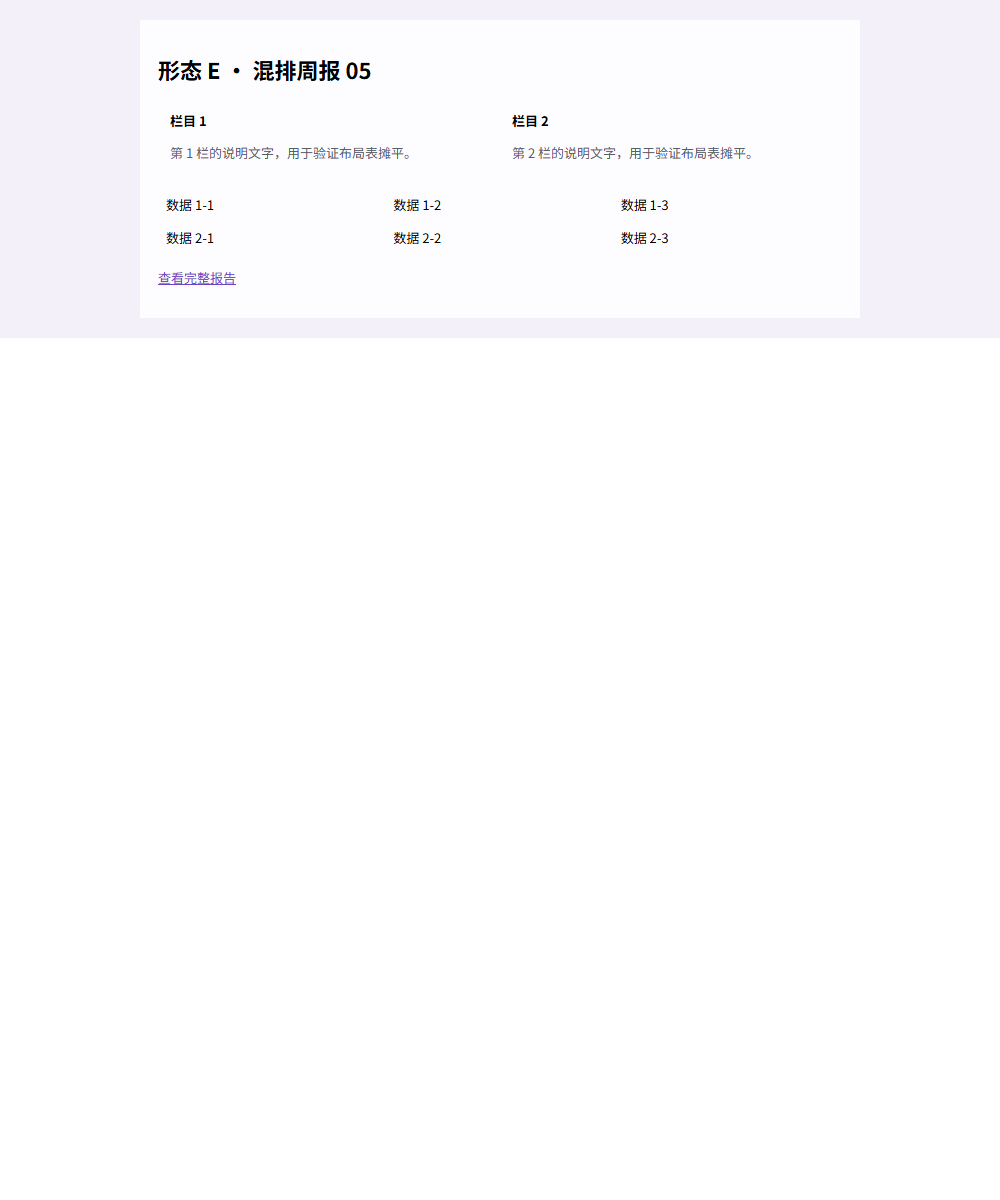 形态 E · 混排周报 05
栏目 1 栏目 2
第 1 栏的说明文字，用于验证布局表摊平。 第 2 栏的说明文字，用于验证布局表摊平。
数据 1-1 数据 1-2 数据 1-3
数据 2-1 数据 2-2 数据 2-3
查看完整报告